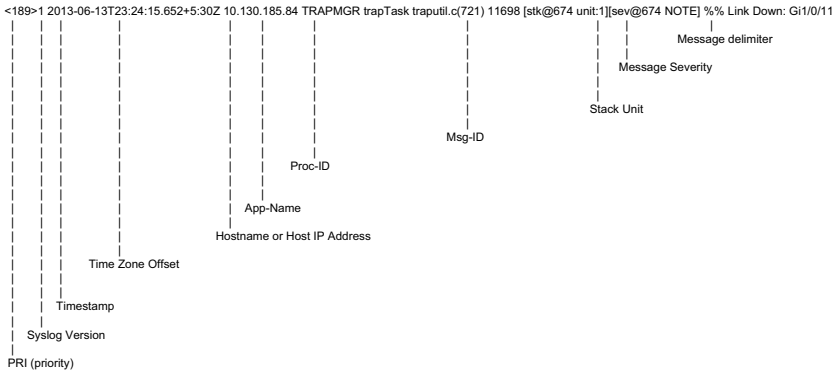 <189>1 2013-06-13T23:24:15.652+5:30Z 10.130.185.84 TRAPMGR trapTask traputil.c(721) 11698 [stk@674 unit:1][sev@674 NOTE] %% Link Down: Gi1/0/11
Message delimiter
Message Severity
Stack Unit
Msg-ID
Proc-ID
App-Name
Hostname or Host IP Address
Time Zone Offset
Timestamp
Syslog Version
PRI (priority)